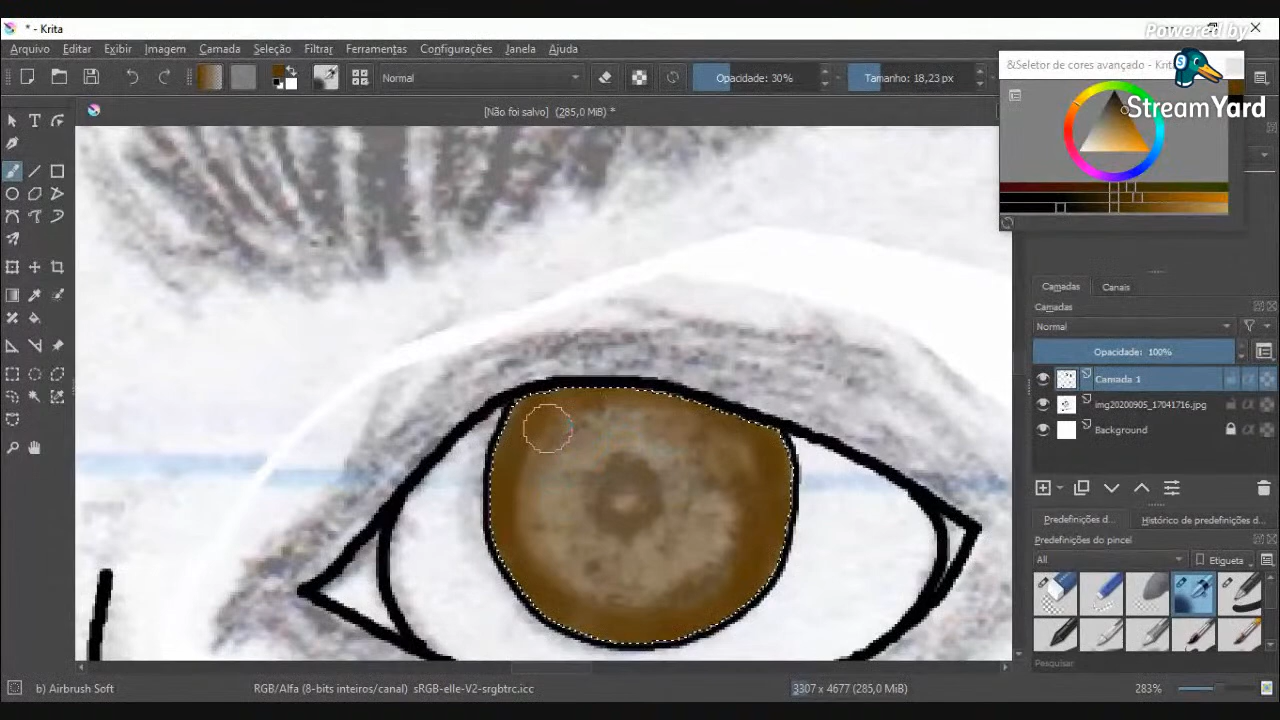 * - Krita
Powered by
Arquivo Editar Exibir Imagem Camada Seleção Filtrar Ferramentas Configurações Janela Ajuda
&Seletor de cores avançado - Krita
StreamYard
Normal
Opacidade: 30%
Tamanho: 18,23 px
[Não foi salvo] (285,0 MiB) *
Camadas Canais
Camadas
Normal
Opacidade: 100%
Camada 1
img20200905_17041716.jpg
Background
Predefinições d... Histórico de predefinições d...
Predefinições do pincel
All
Etiqueta
Pesquisar
b) Airbrush Soft
RGB/Alfa (8-bits inteiros/canal) sRGB-elle-V2-srgbtrc.icc
3307 x 4677 (285,0 MiB)
283%